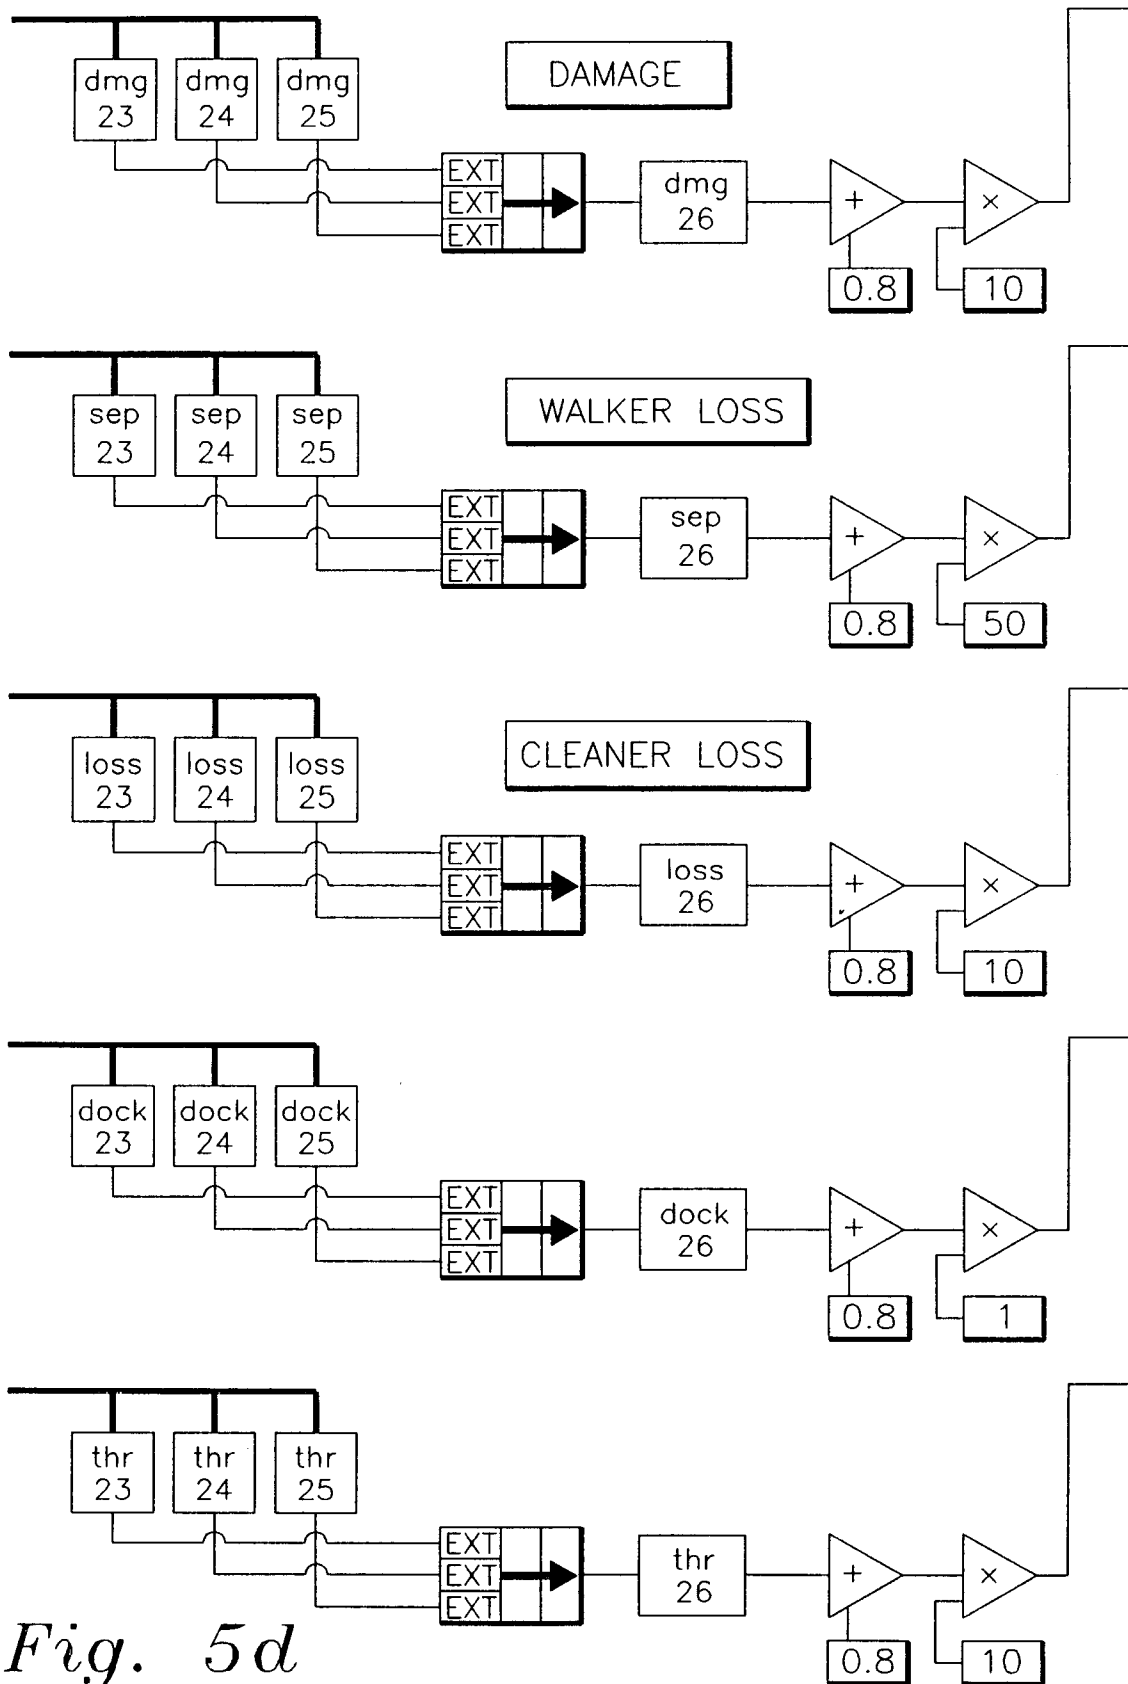 dmg dmg dmg
23 24 25
DAMAGE
EXT
EXT
EXT
dmg
26
+
×
0.8
10
sep sep sep
23 24 25
WALKER LOSS
EXT
EXT
EXT
sep
26
+
×
0.8
50
loss loss loss
23 24 25
CLEANER LOSS
EXT
EXT
EXT
loss
26
+
×
0.8
10
dock dock dock
23 24 25
EXT
EXT
EXT
dock
26
+
×
0.8
1
thr thr thr
23 24 25
EXT
EXT
EXT
thr
26
+
×
0.8
10
Fig. 5d